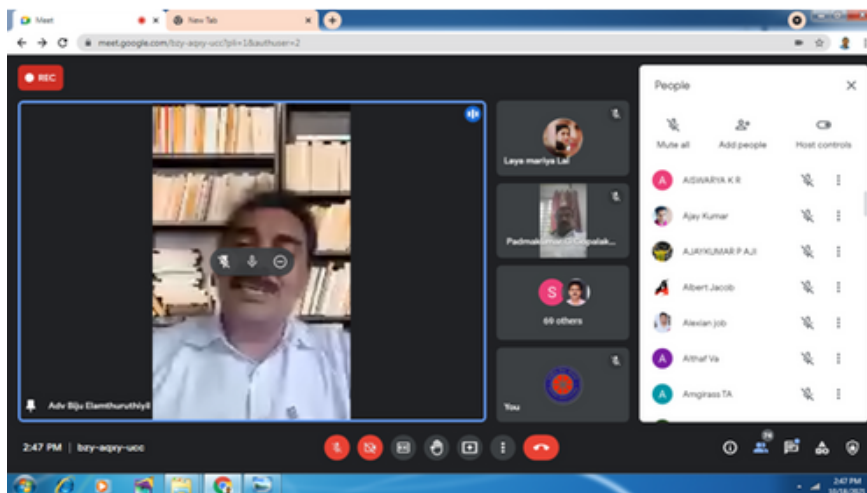 Meet
New Tab
meet.google.com/bzy-aqxy-ucc?pli=1&authuser=2
REC
People
Mute all
Add people
Host controls
Laya mariya Lal
AISWARYA K R
Ajay Kumar
AJAYKUMAR P AJI
Albert Jacob
Alexian job
Althaf Va
Amgirass TA
S
69 others
You
Adv Biju Elamthuruthiyil
2:47 PM | bzy-aqxy-ucc
A
A
A
2:47 PM